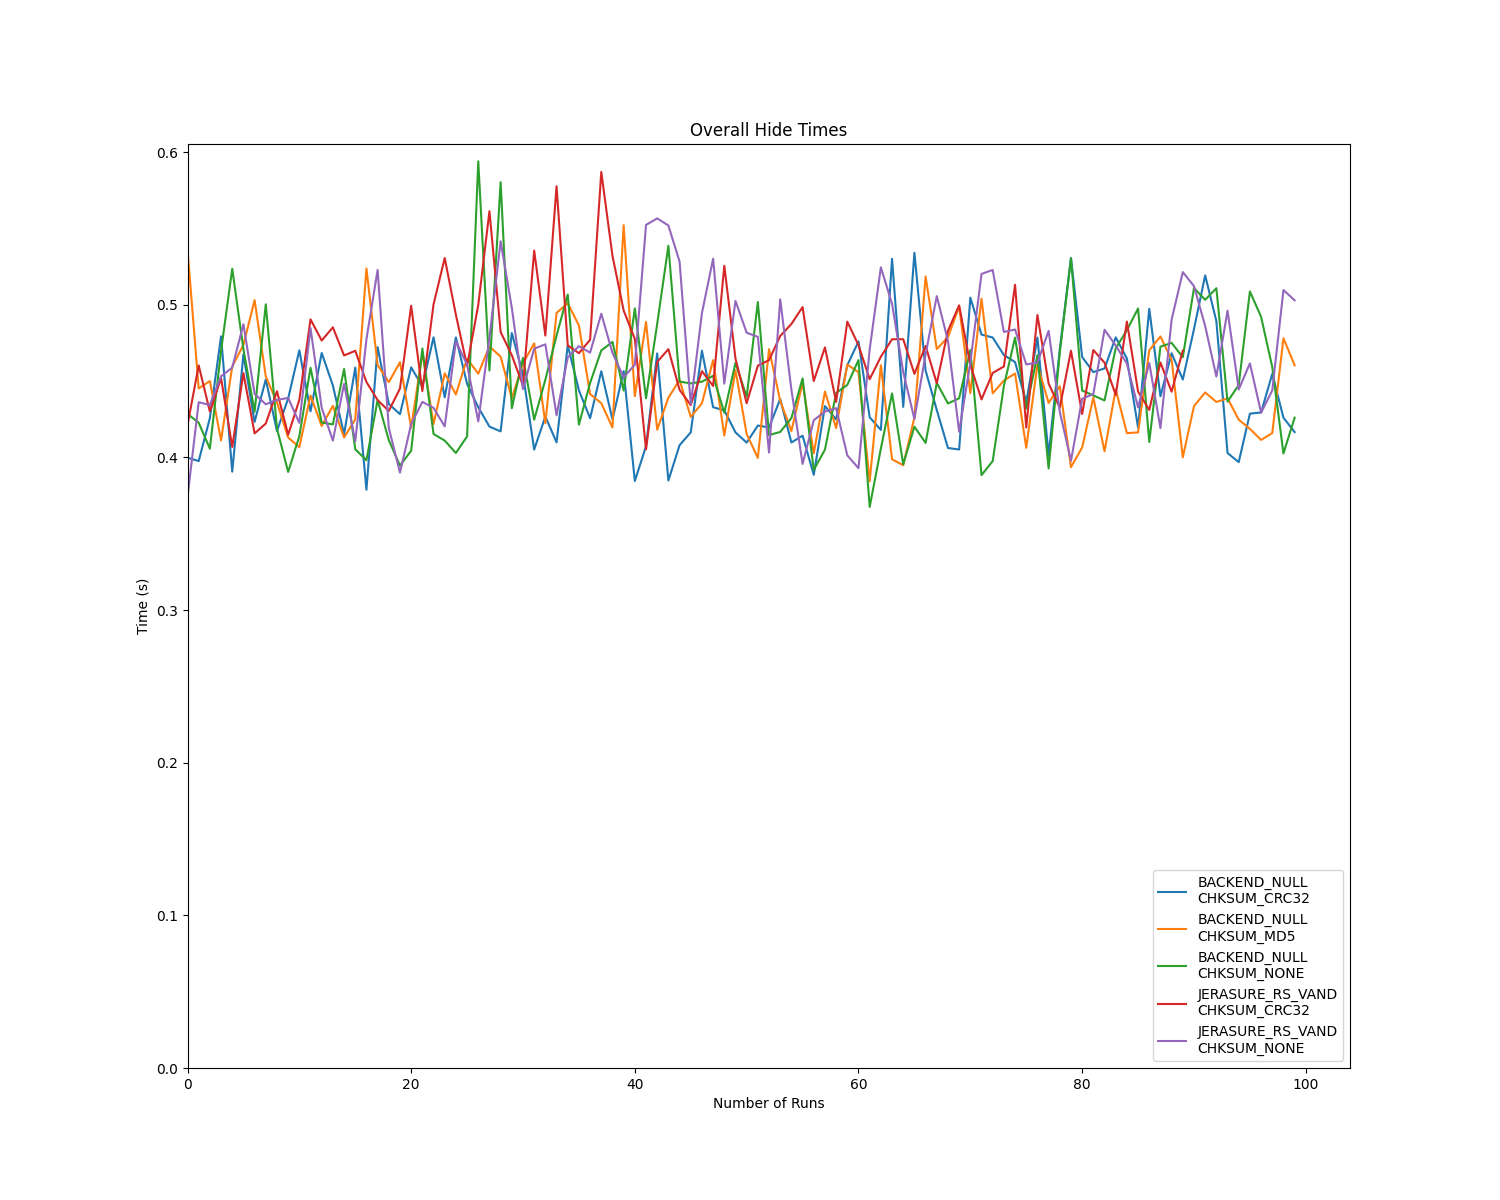 Overall Hide Times
0.6
0.5
0.4
0.3
0.2
0.1
0.0
Time (s)
0
20
40
60
80
100
Number of Runs
BACKEND_NULL
CHKSUM_CRC32
BACKEND_NULL
CHKSUM_MD5
BACKEND_NULL
CHKSUM_NONE
JERASURE_RS_VAND
CHKSUM_CRC32
JERASURE_RS_VAND
CHKSUM_NONE